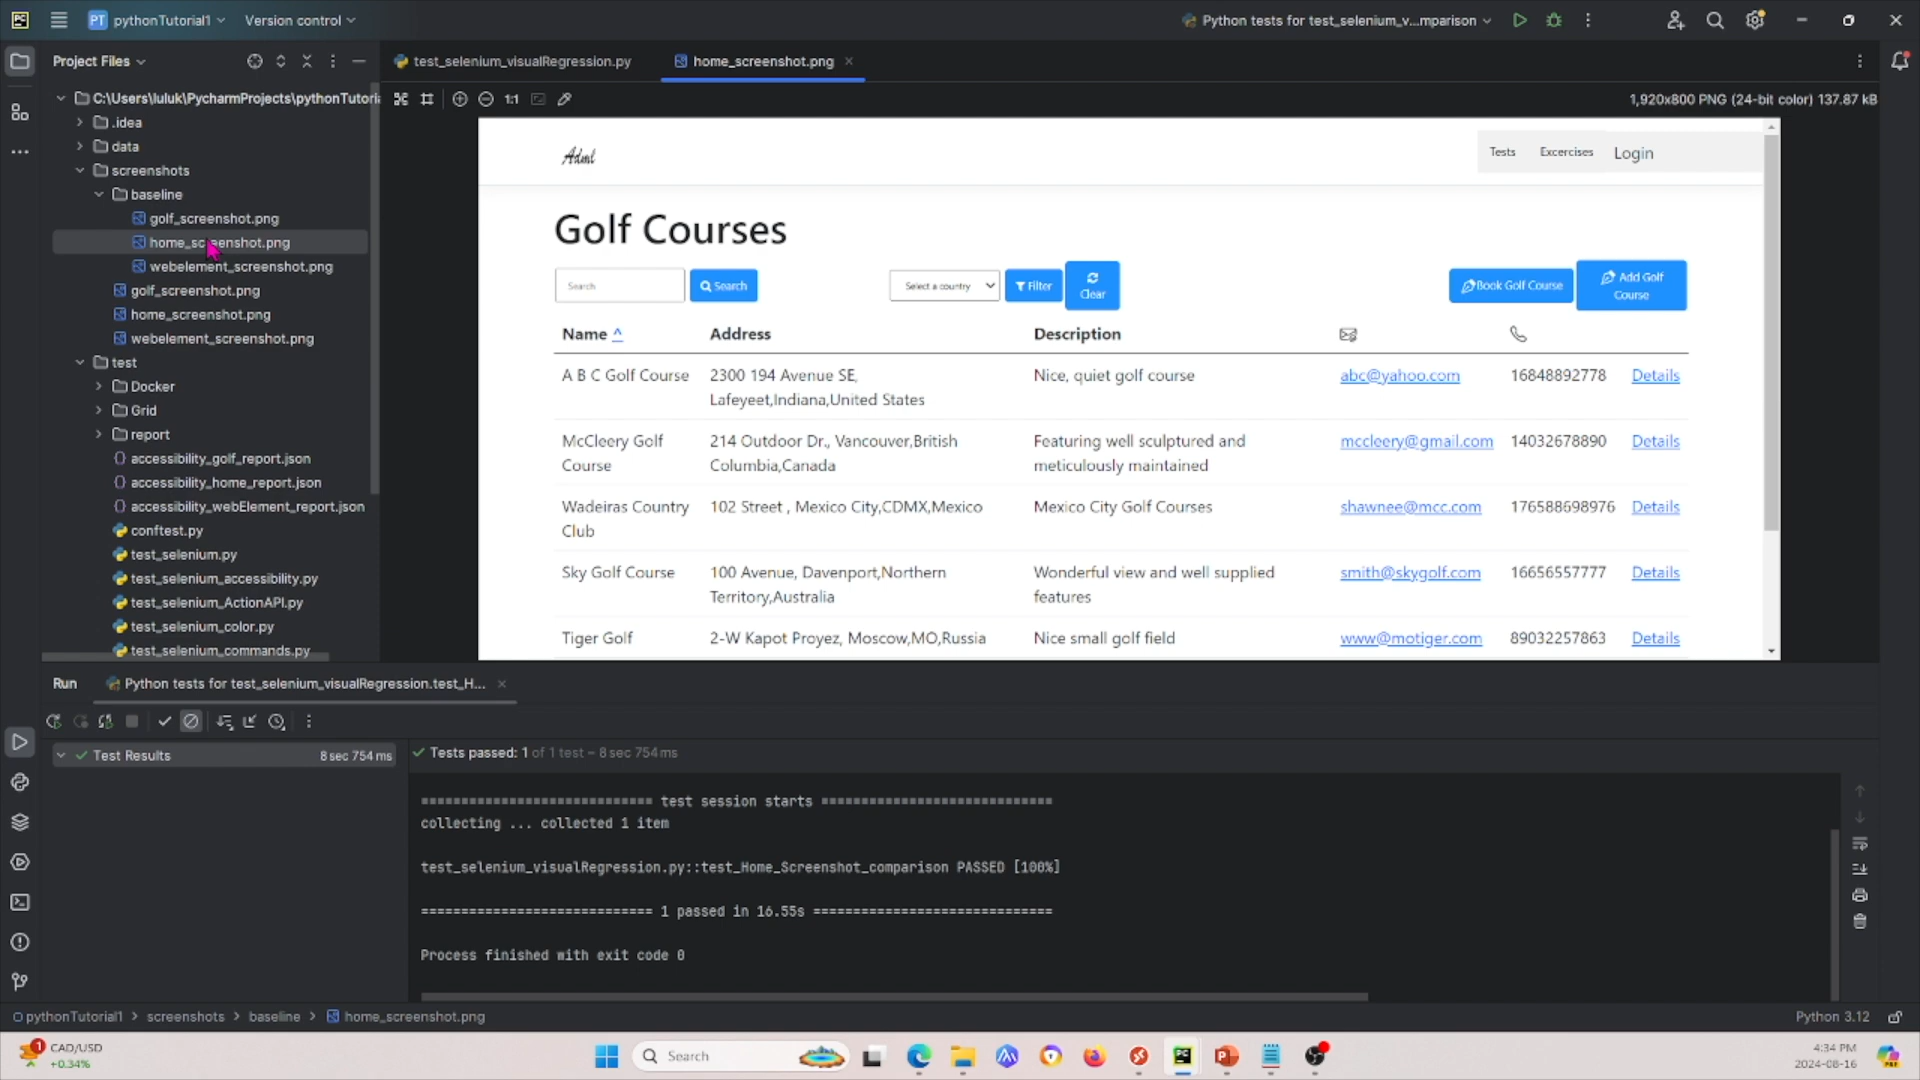 PC
PT pythonTutorial1
Version control
Python tests for test_selenium_v...mparison
Project Files
test_selenium_visualRegression.py
home_screenshot.png
1:1
1,920x800 PNG (24-bit color) 137.87 kB
C:\Users\luluk\PycharmProjects\pythonTutori
.idea
data
screenshots
baseline
golf_screenshot.png
home_screenshot.png
webelement_screenshot.png
golf_screenshot.png
home_screenshot.png
webelement_screenshot.png
test
Docker
Grid
report
accessibility_golf_report.json
accessibility_home_report.json
accessibility_webElement_report.json
conftest.py
test_selenium.py
test_selenium_accessibility.py
test_selenium_ActionAPI.py
test_selenium_color.py
test_selenium_commands.py
Tests Excercises Login
Golf Courses
Search Search Select a country Filter Clear Book Golf Course Add Golf Course
Name ^ Address Description
A B C Golf Course 2300 194 Avenue SE, Nice, quiet golf course abc@yahoo.com 16848892778 Details
Lafeyeet,Indiana,United States
McCleery Golf 214 Outdoor Dr., Vancouver,British Featuring well sculptured and mccleery@gmail.com 14032678890 Details
Course Columbia,Canada meticulously maintained
Wadeiras Country 102 Street , Mexico City,CDMX,Mexico Mexico City Golf Courses shawnee@mcc.com 176588698976 Details
Club
Sky Golf Course 100 Avenue, Davenport,Northern Wonderful view and well supplied smith@skygolf.com 16656557777 Details
Territory,Australia features
Tiger Golf 2-W Kapot Proyez, Moscow,MO,Russia Nice small golf field www@motiger.com 89032257863 Details
Run Python tests for test_selenium_visualRegression.test_H...
Test Results 8 sec 754 ms
Tests passed: 1 of 1 test – 8 sec 754 ms
============================ test session starts ============================
collecting ... collected 1 item
test_selenium_visualRegression.py::test_Home_Screenshot_comparison PASSED [100%]
============================ 1 passed in 16.55s =============================
Process finished with exit code 0
pythonTutorial1 > screenshots > baseline > home_screenshot.png
Python 3.12
1 CAD/USD
+0.34%
Search
4:34 PM
2024-08-16